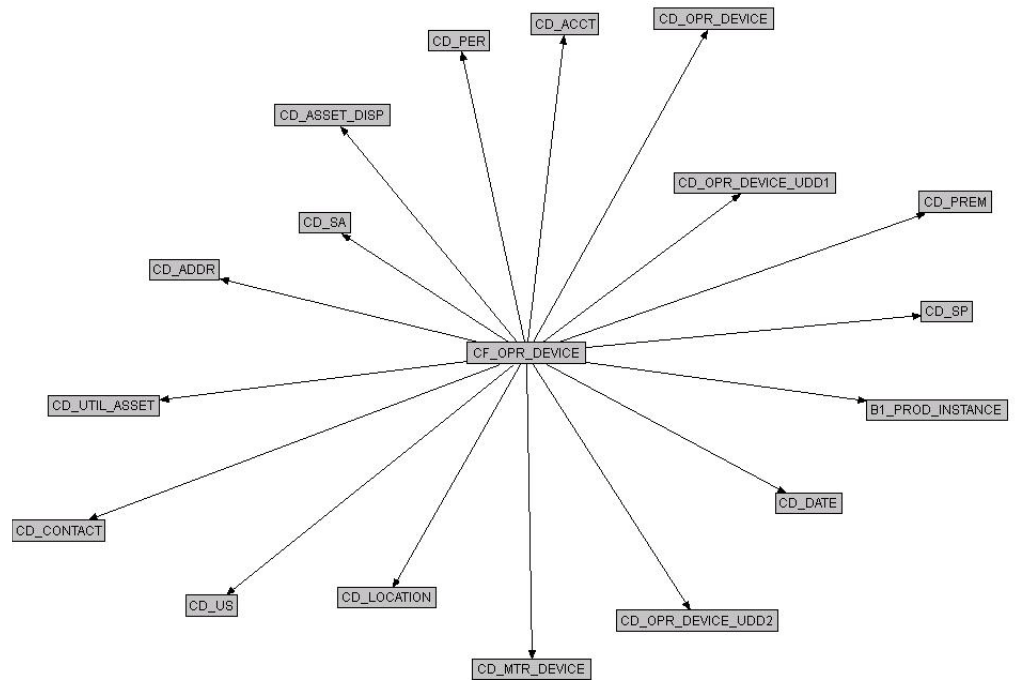 CD_OPR_DEVICE
CD_ACCT
CD_PER
CD_ASSET_DISP
CD_OPR_DEVICE_UDD1
CD_PREM
CD_SA
CD_ADDR
CD_SP
CF_OPR_DEVICE
CD_UTIL_ASSET
B1_PROD_INSTANCE
CD_DATE
CD_CONTACT
CD_LOCATION
CD_US
CD_OPR_DEVICE_UDD2
CD_MTR_DEVICE